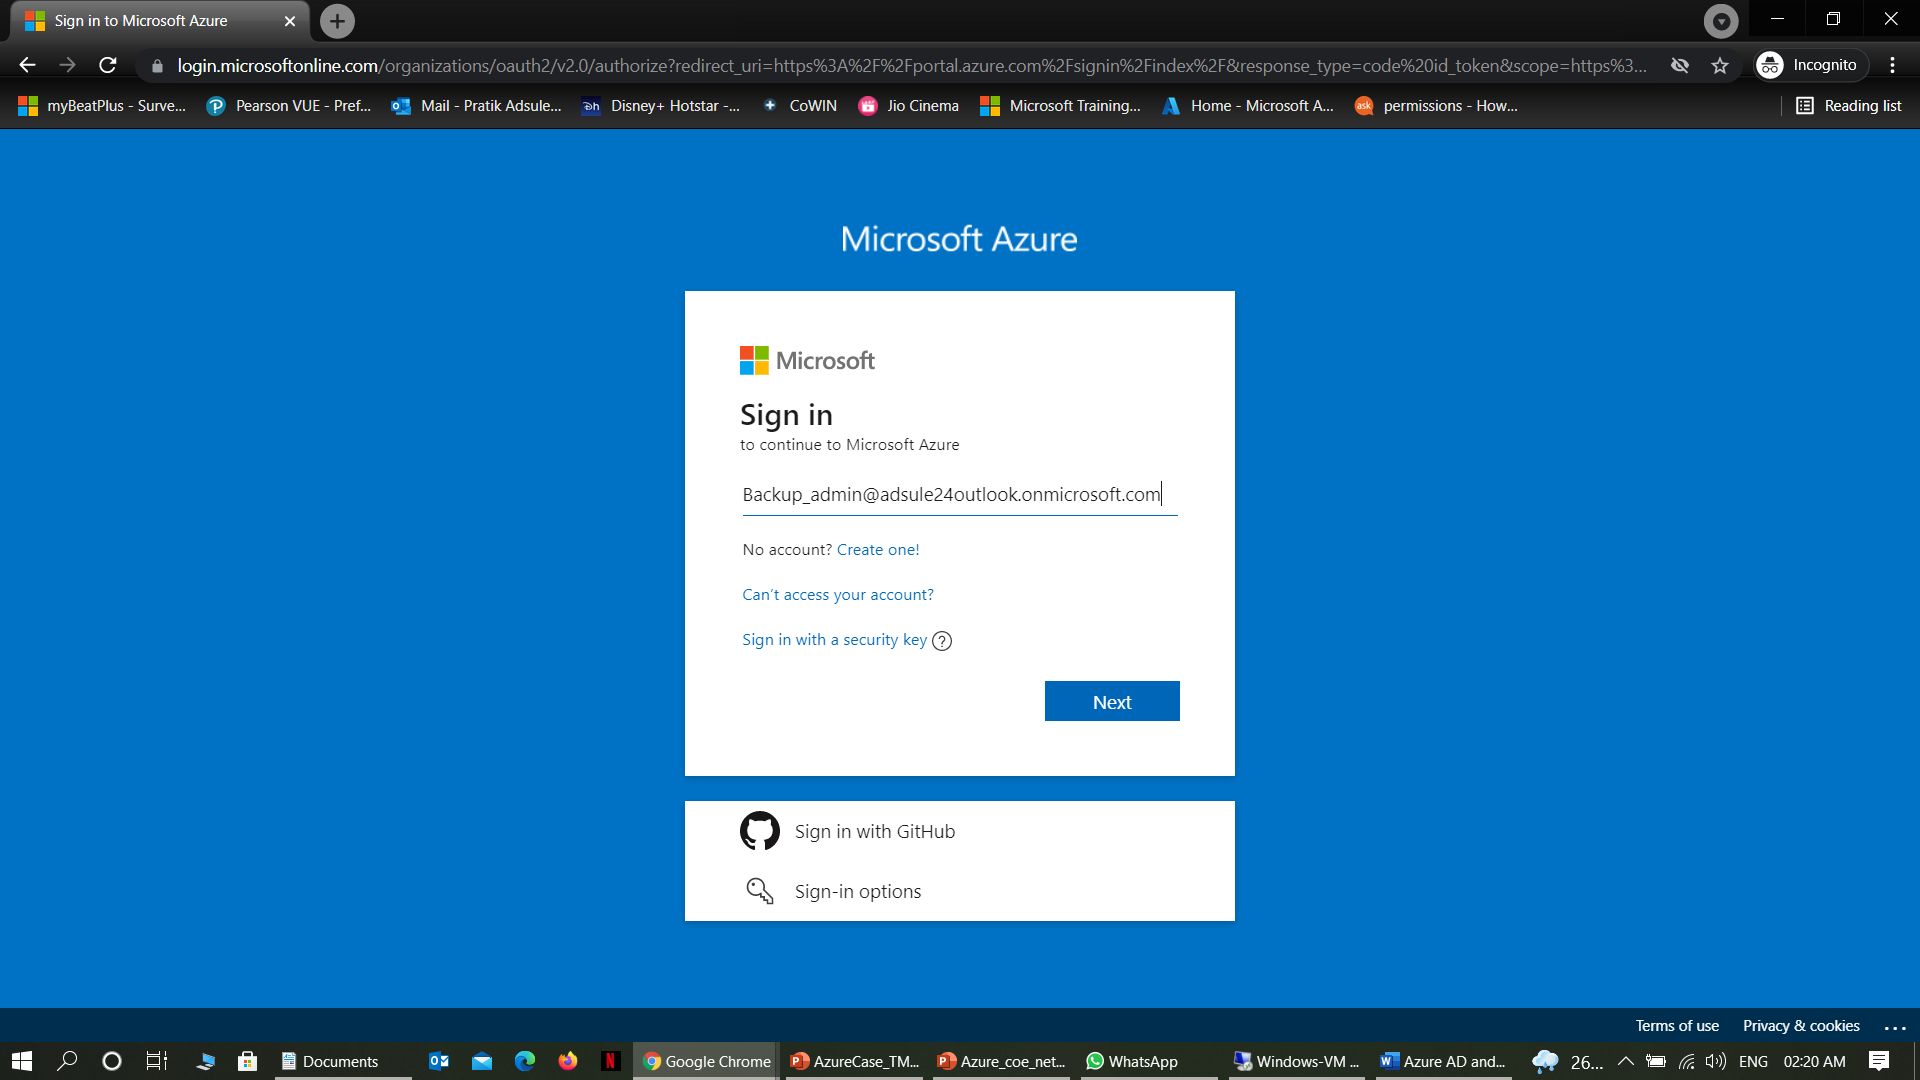 Sign in to Microsoft Azure
login.microsoftonline.com/organizations/oauth2/v2.0/authorize?redirect_uri=https%3A%2F%2Fportal.azure.com%2Fsignin%2Findex%2F&response_type=code%20id_token&scope=https%3... Incognito
myBeatPlus - Surve... Pearson VUE - Pref... Mail - Pratik Adsule... Disney+ Hotstar -... CoWIN Jio Cinema Microsoft Training... Home - Microsoft A... ask permissions - How... Reading list
Microsoft Azure
Microsoft
Sign in
to continue to Microsoft Azure
Backup_admin@adsule24outlook.onmicrosoft.com
No account? Create one!
Can't access your account?
Sign in with a security key ?
Next
Sign in with GitHub
Sign-in options
Terms of use Privacy & cookies ...
Documents Google Chrome AzureCase_TM... Azure_coe_net... WhatsApp Windows-VM ... Azure AD and... 26... ENG 02:20 AM